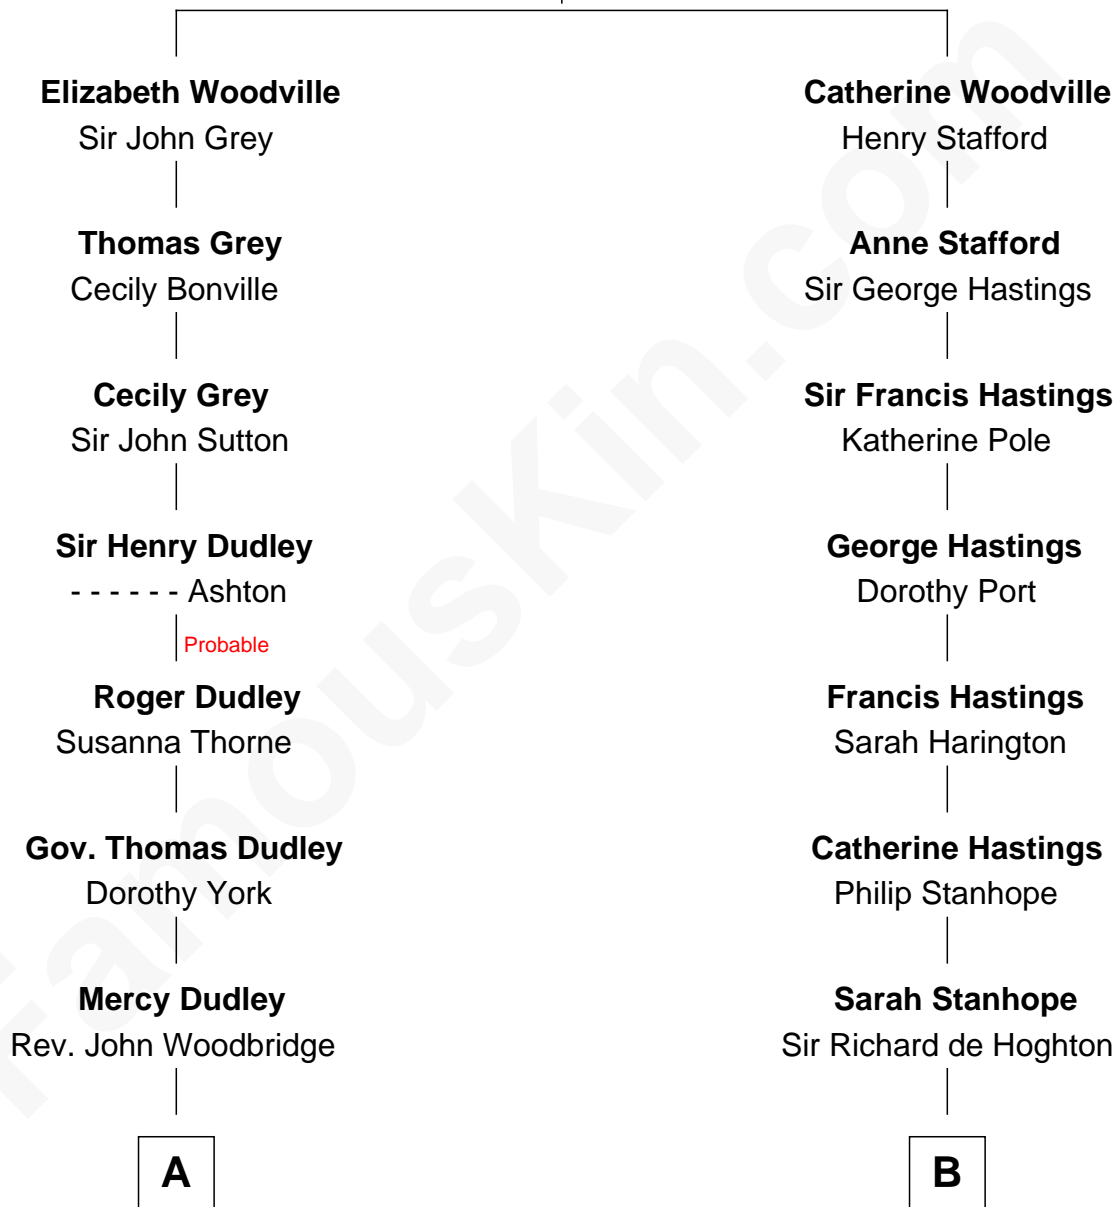 Elizabeth Woodville
Sir John Grey
Thomas Grey
Cecily Bonville
Cecily Grey
Sir John Sutton
Sir Henry Dudley
- - - - - - Ashton
Probable
Roger Dudley
Susanna Thorne
Gov. Thomas Dudley
Dorothy York
Mercy Dudley
Rev. John Woodbridge
A
Catherine Woodville
Henry Stafford
Anne Stafford
Sir George Hastings
Sir Francis Hastings
Katherine Pole
George Hastings
Dorothy Port
Francis Hastings
Sarah Harington
Catherine Hastings
Philip Stanhope
Sarah Stanhope
Sir Richard de Hoghton
B
FamousKin.com